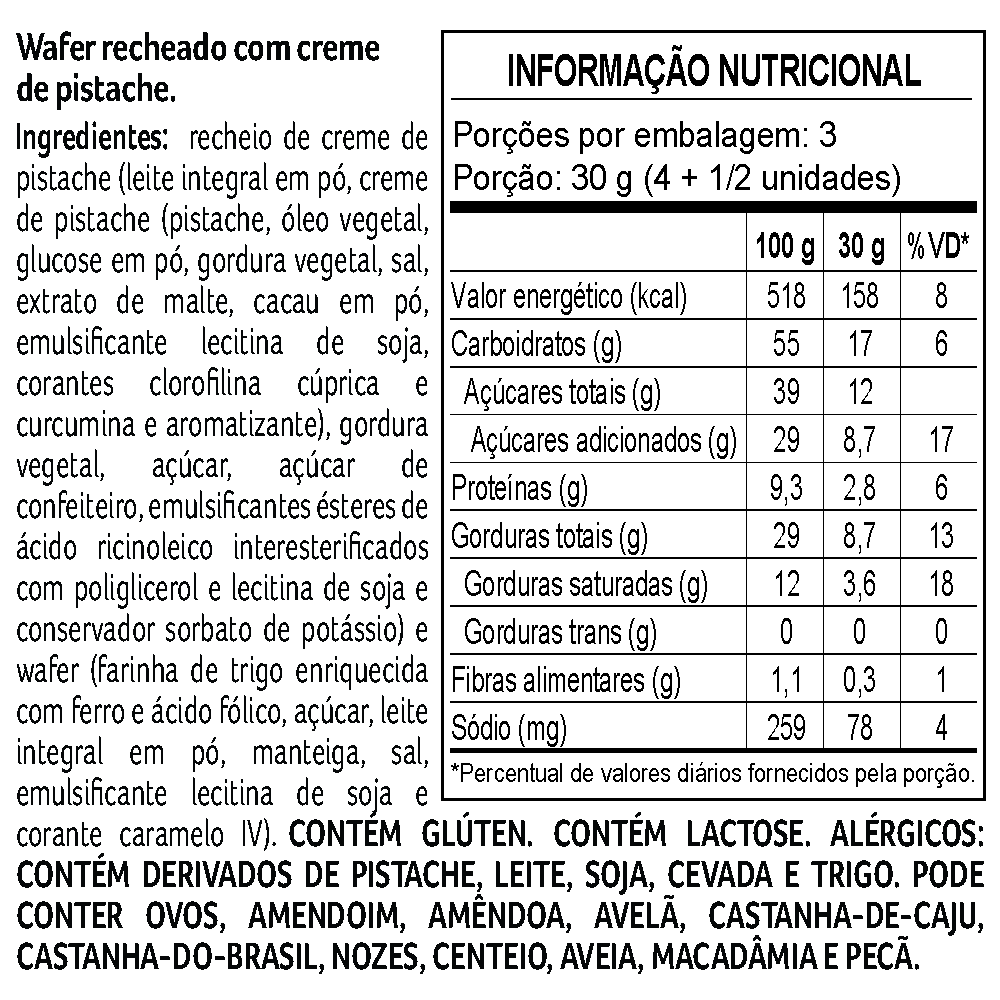 Wafer recheado com creme
de pistache.
Ingredientes: recheio de creme de
pistache (leite integral em pó, creme
de pistache (pistache, óleo vegetal,
glucose em pó, gordura vegetal, sal,
extrato de malte, cacau em pó,
emulsificante lecitina de soja,
corantes clorofilina cúprica e
curcumina e aromatizante), gordura
vegetal, açúcar, açúcar de
confeiteiro, emulsificantes ésteres de
ácido ricinoleico interesterificados
com poliglicerol e lecitina de soja e
conservador sorbato de potássio) e
wafer (farinha de trigo enriquecida
com ferro e ácido fólico, açúcar, leite
integral em pó, manteiga, sal,
emulsificante lecitina de soja e
corante caramelo IV). CONTÉM GLÚTEN. CONTÉM LACTOSE. ALÉRGICOS:
CONTÉM DERIVADOS DE PISTACHE, LEITE, SOJA, CEVADA E TRIGO. PODE
CONTER OVOS, AMENDOIM, AMÊNDOA, AVELÃ, CASTANHA-DE-CAJU,
CASTANHA-DO-BRASIL, NOZES, CENTEIO, AVEIA, MACADÂMIA E PECÃ.
INFORMAÇÃO NUTRICIONAL
Porções por embalagem: 3
Porção: 30 g (4 + 1/2 unidades)
100 g 30 g %VD*
Valor energético (kcal) 518 158 8
Carboidratos (g) 55 17 6
Açúcares totais (g) 39 12
Açúcares adicionados (g) 29 8,7 17
Proteínas (g) 9,3 2,8 6
Gorduras totais (g) 29 8,7 13
Gorduras saturadas (g) 12 3,6 18
Gorduras trans (g) 0 0 0
Fibras alimentares (g) 1,1 0,3 1
Sódio (mg) 259 78 4
*Percentual de valores diários fornecidos pela porção.